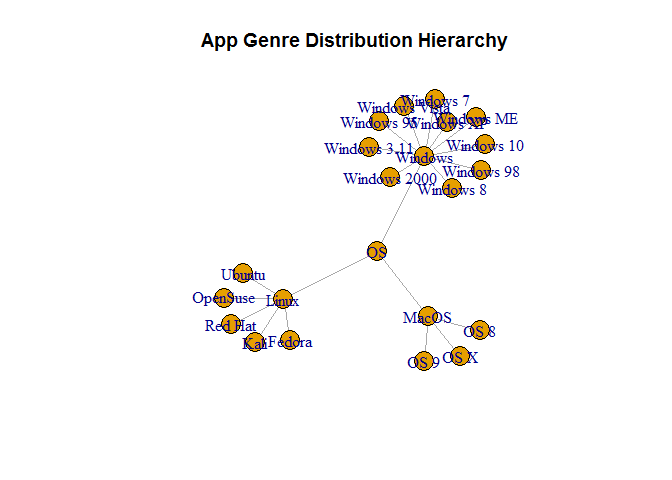 App Genre Distribution Hierarchy
Windows 7
Windows Vista
Windows 95
Windows XP
Windows ME
Windows 3.11
Windows
Windows 10
Windows 2000
Windows 98
Windows 8
OS
Ubuntu
OpenSuse
Linux
Red Hat
Kali
Fedora
MacOS
OS 8
OS 9
OS X